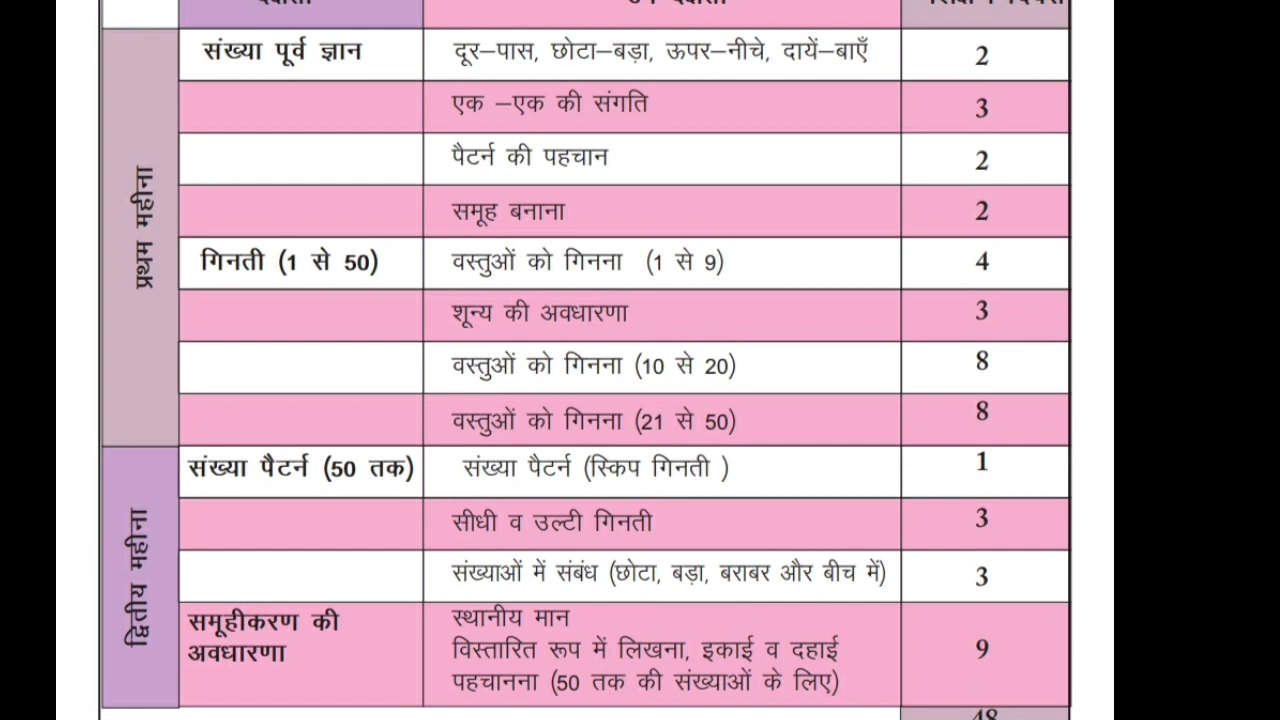 प्रथम महीना
संख्या पूर्व ज्ञान दूर–पास, छोटा–बड़ा, ऊपर–नीचे, दायें–बाएँ 2
एक –एक की संगति 3
पैटर्न की पहचान 2
समूह बनाना 2
गिनती (1 से 50) वस्तुओं को गिनना (1 से 9) 4
शून्य की अवधारणा 3
वस्तुओं को गिनना (10 से 20) 8
वस्तुओं को गिनना (21 से 50) 8
द्वितीय महीना
संख्या पैटर्न (50 तक) संख्या पैटर्न (स्किप गिनती ) 1
सीधी व उल्टी गिनती 3
संख्याओं में संबंध (छोटा, बड़ा, बराबर और बीच में) 3
समूहीकरण की
अवधारणा
स्थानीय मान
विस्तारित रूप में लिखना, इकाई व दहाई
पहचानना (50 तक की संख्याओं के लिए)
9
48